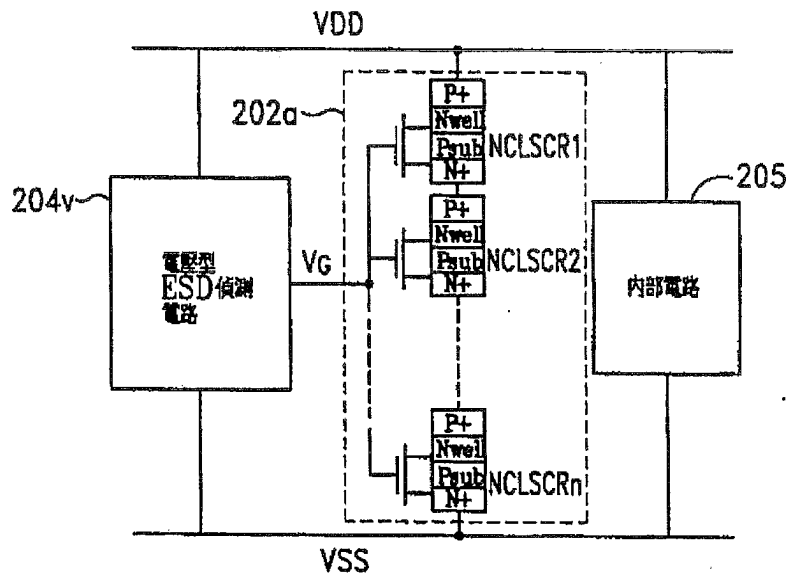 VDD
202a
P+
Nwell
Psub
N+
NCLSCR1
204v
電壓型
ESD偵測
電路
VG
P+
Nwell
Psub
N+
NCLSCR2
205
內部電路
P+
Nwell
Psub
N+
NCLSCRn
VSS